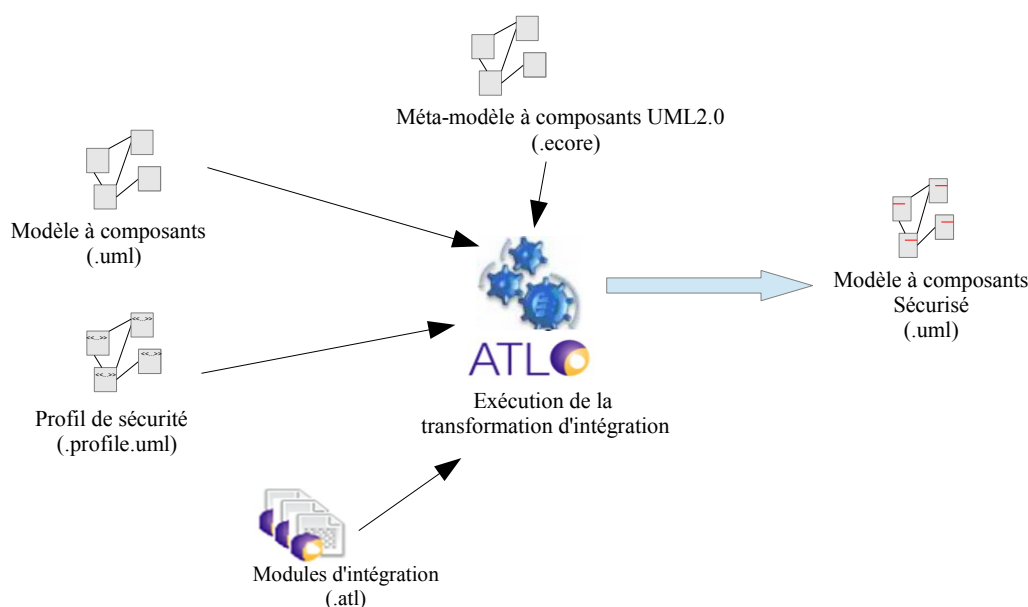 Méta-modèle à composants UML2.0
(.ecore)
Modèle à composants
(.uml)
Modèle à composants
Sécurisé
(.uml)
<<...>>
<<...>>
<<...>>
<<...>>
Profil de sécurité
(.profile.uml)
ATL
Exécution de la
transformation d'intégration
Modules d'intégration
(.atl)